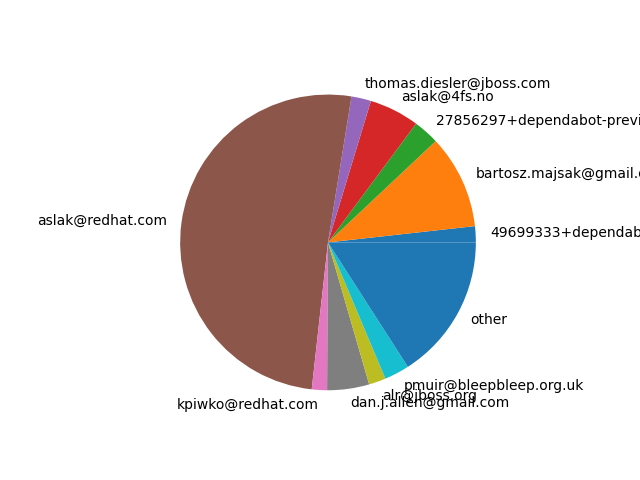 thomas.diesler@jboss.com
aslak@4fs.no
27856297+dependabot-previ
bartosz.majsak@gmail.c
aslak@redhat.com
49699333+dependab
other
pmuir@bleepbleep.org.uk
alr@jboss.org
dan.j.allen@gmail.com
kpiwko@redhat.com